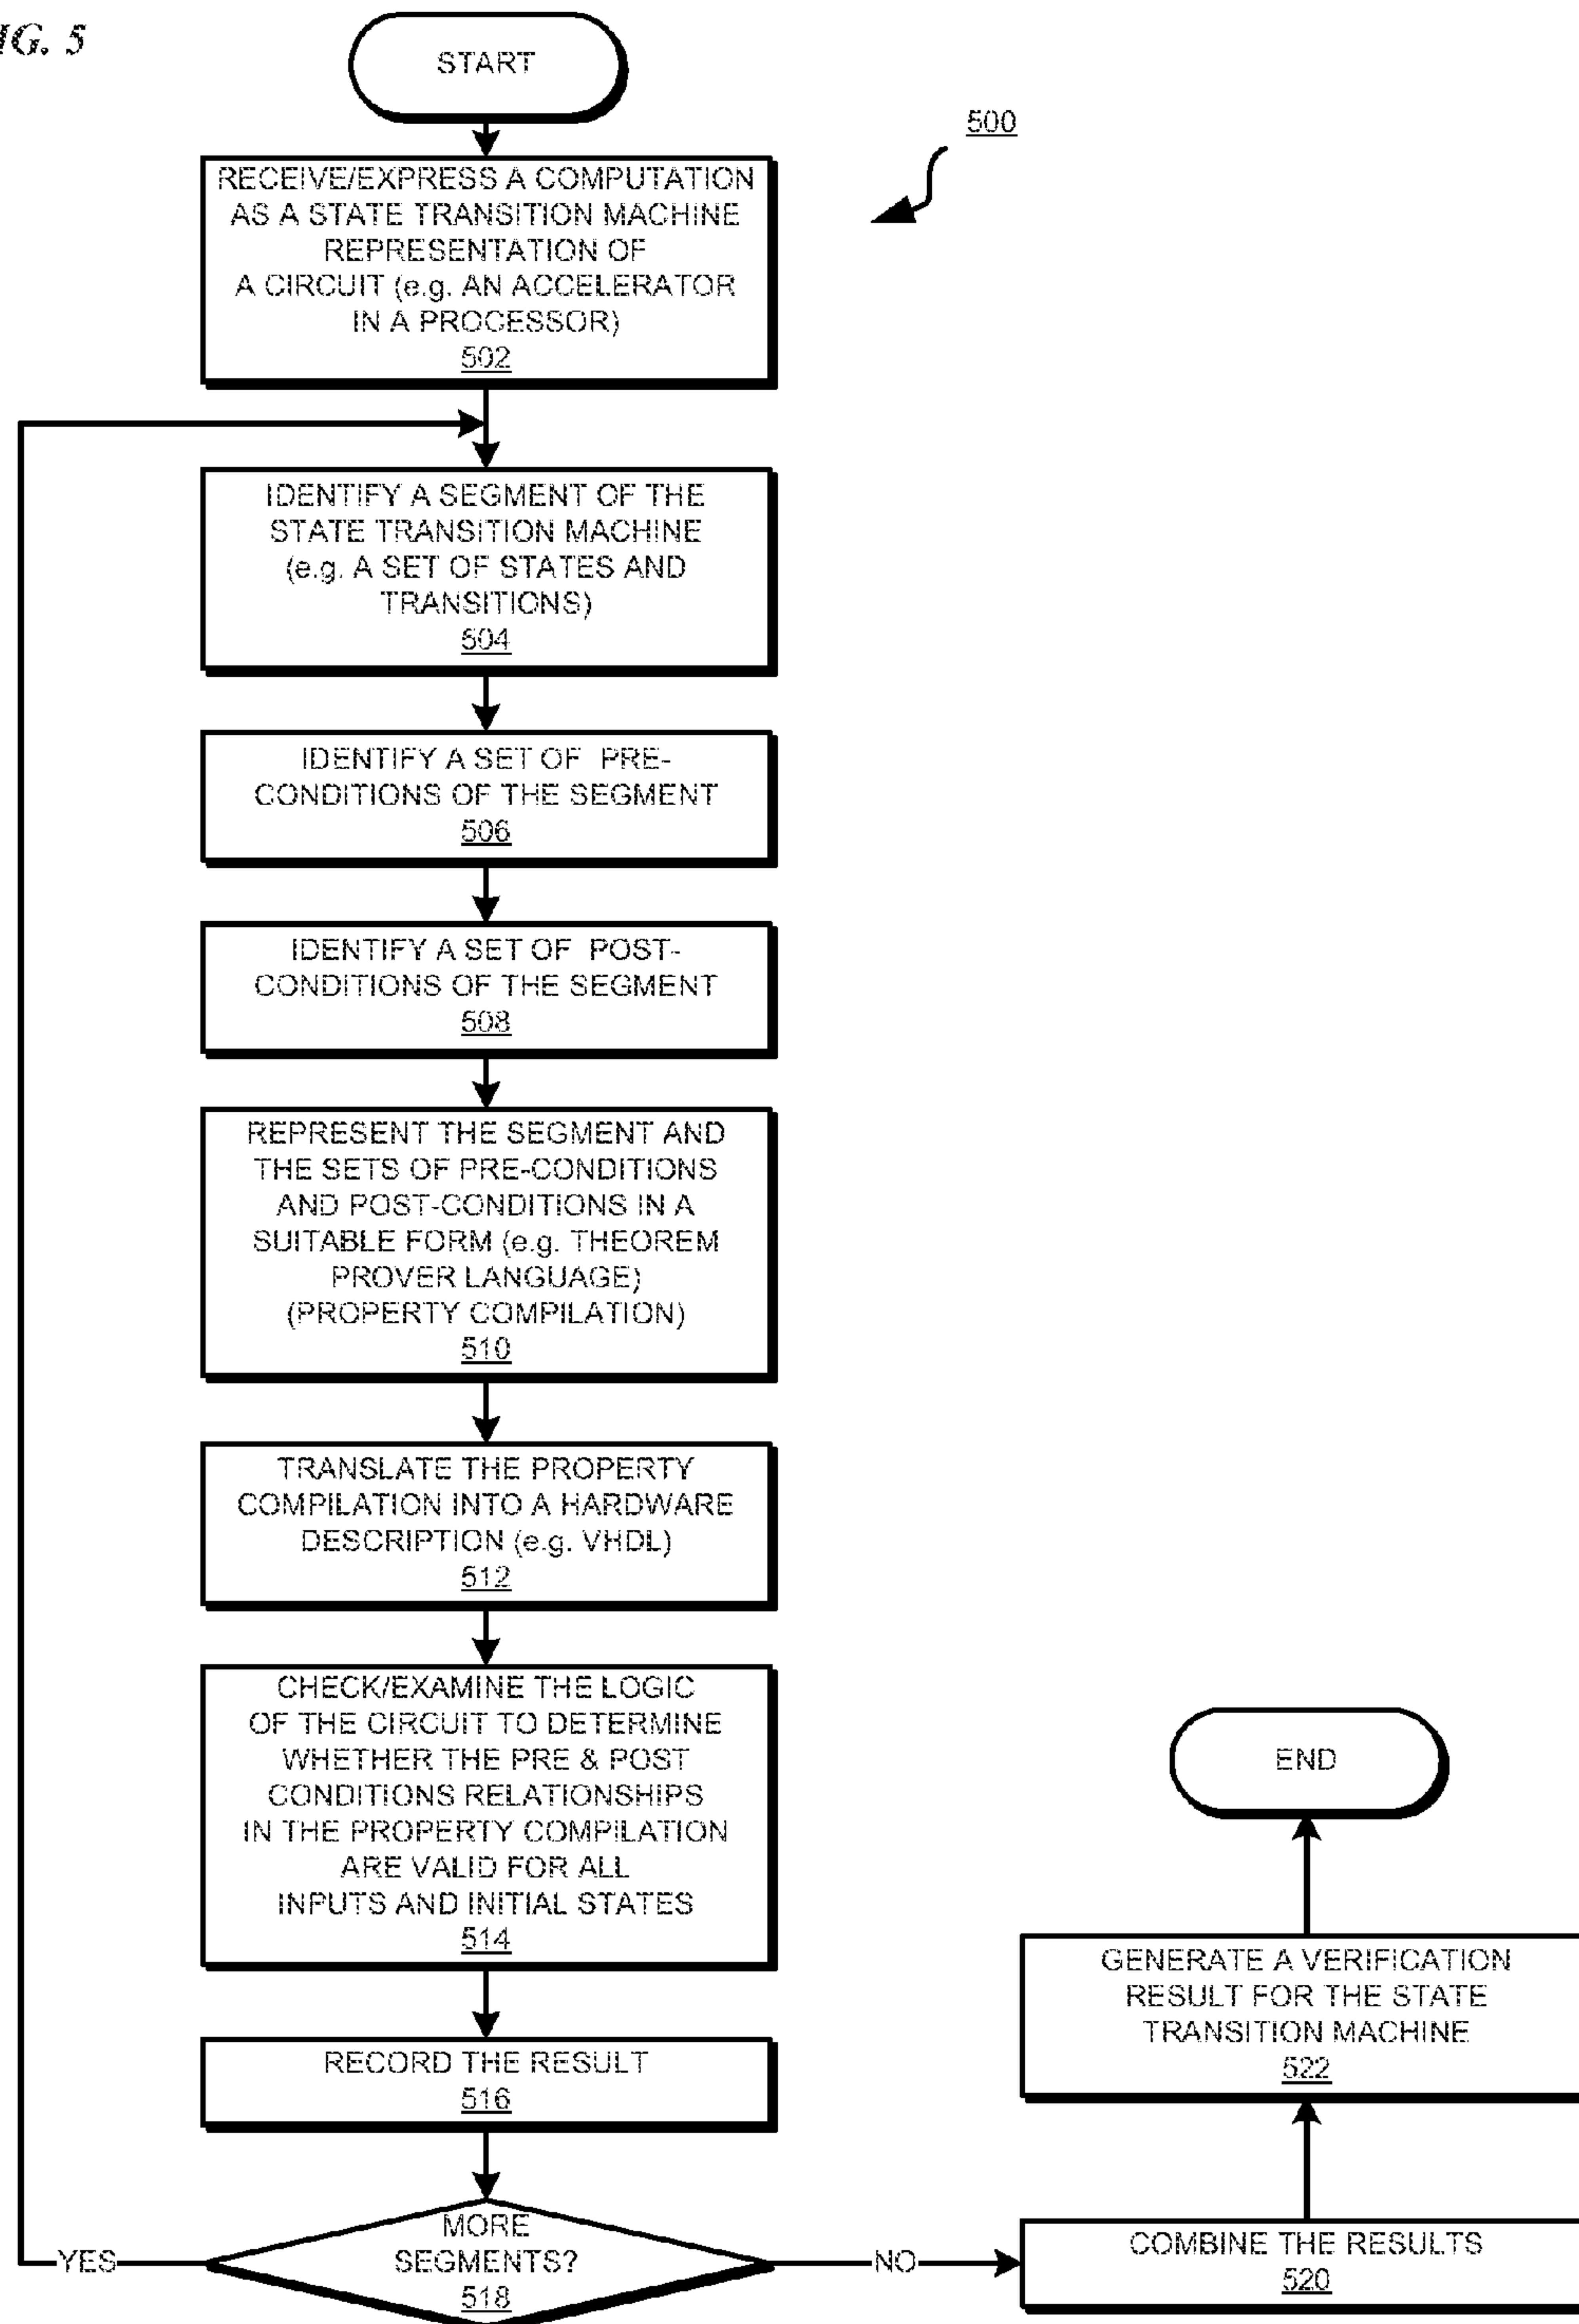 IG. 5
START
500
RECEIVE/EXPRESS A COMPUTATION
AS A STATE TRANSITION MACHINE
REPRESENTATION OF
A CIRCUIT (e.g. AN ACCELERATOR
IN A PROCESSOR)
502
IDENTIFY A SEGMENT OF THE
STATE TRANSITION MACHINE
(e.g. A SET OF STATES AND
TRANSITIONS)
504
IDENTIFY A SET OF PRE-
CONDITIONS OF THE SEGMENT
506
IDENTIFY A SET OF POST-
CONDITIONS OF THE SEGMENT
508
REPRESENT THE SEGMENT AND
THE SETS OF PRE-CONDITIONS
AND POST-CONDITIONS IN A
SUITABLE FORM (e.g. THEOREM
PROVER LANGUAGE)
(PROPERTY COMPILATION)
510
TRANSLATE THE PROPERTY
COMPILATION INTO A HARDWARE
DESCRIPTION (e.g. VHDL)
512
CHECK/EXAMINE THE LOGIC
OF THE CIRCUIT TO DETERMINE
WHETHER THE PRE & POST
CONDITIONS RELATIONSHIPS
IN THE PROPERTY COMPILATION
ARE VALID FOR ALL
INPUTS AND INITIAL STATES
514
RECORD THE RESULT
516
MORE
SEGMENTS?
518
YES
NO
COMBINE THE RESULTS
520
GENERATE A VERIFICATION
RESULT FOR THE STATE
TRANSITION MACHINE
522
END